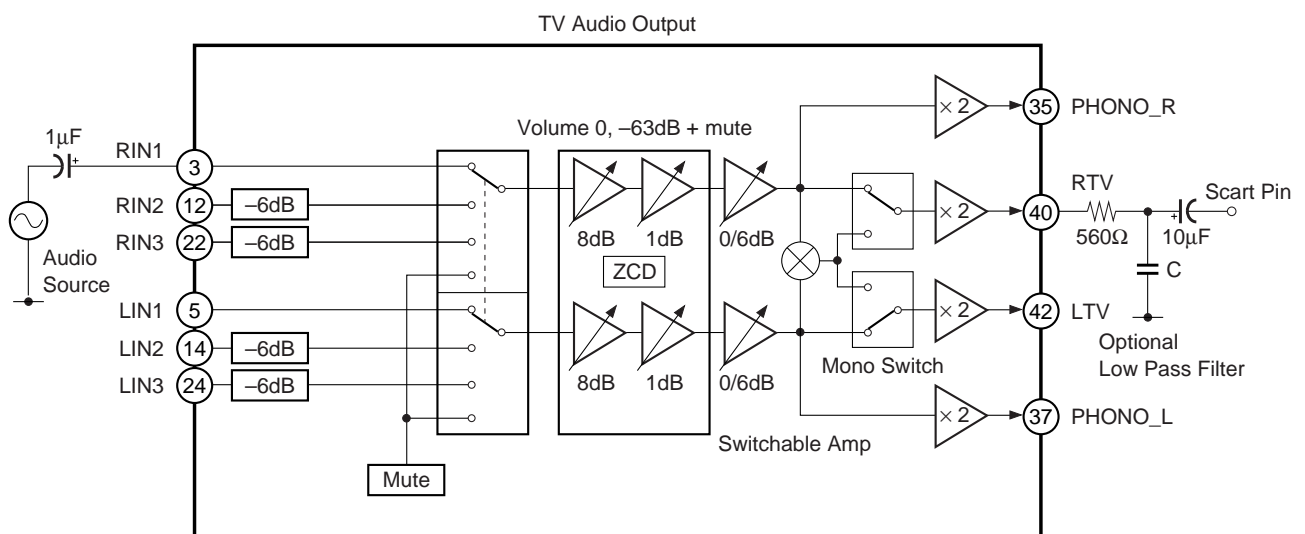 TV Audio Output
1μF
+
RIN1
3
RIN2
12
–6dB
RIN3
22
–6dB
Audio
Source
LIN1
5
LIN2
14
–6dB
LIN3
24
–6dB
Mute
Volume 0, –63dB + mute
8dB
1dB
0/6dB
ZCD
8dB
1dB
0/6dB
Switchable Amp
Mono Switch
× 2
35
PHONO_R
× 2
40
RTV
560Ω
+
10μF
Scart Pin
C
× 2
42
LTV
Optional
Low Pass Filter
× 2
37
PHONO_L